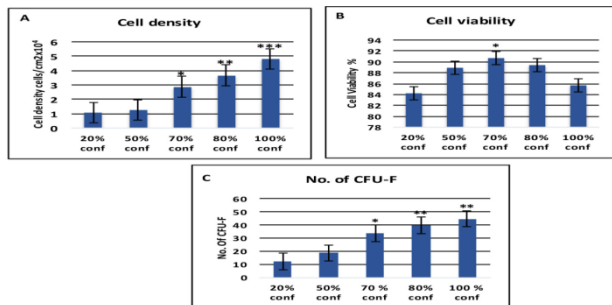 A
Cell density
Cell density cells/cm2x10⁴
6
5
4
3
2
1
0
*
**
***
20% conf
50% conf
70% conf
80% conf
100% conf
B
Cell viability
Cell Viability %
94
92
90
88
86
84
82
80
78
*
20% conf
50% conf
70% conf
80% conf
100% conf
C
No. of CFU-F
No. Of CFU-F
60
50
40
30
20
10
0
*
**
**
20% conf
50% conf
70 % conf
80% conf
100 % conf